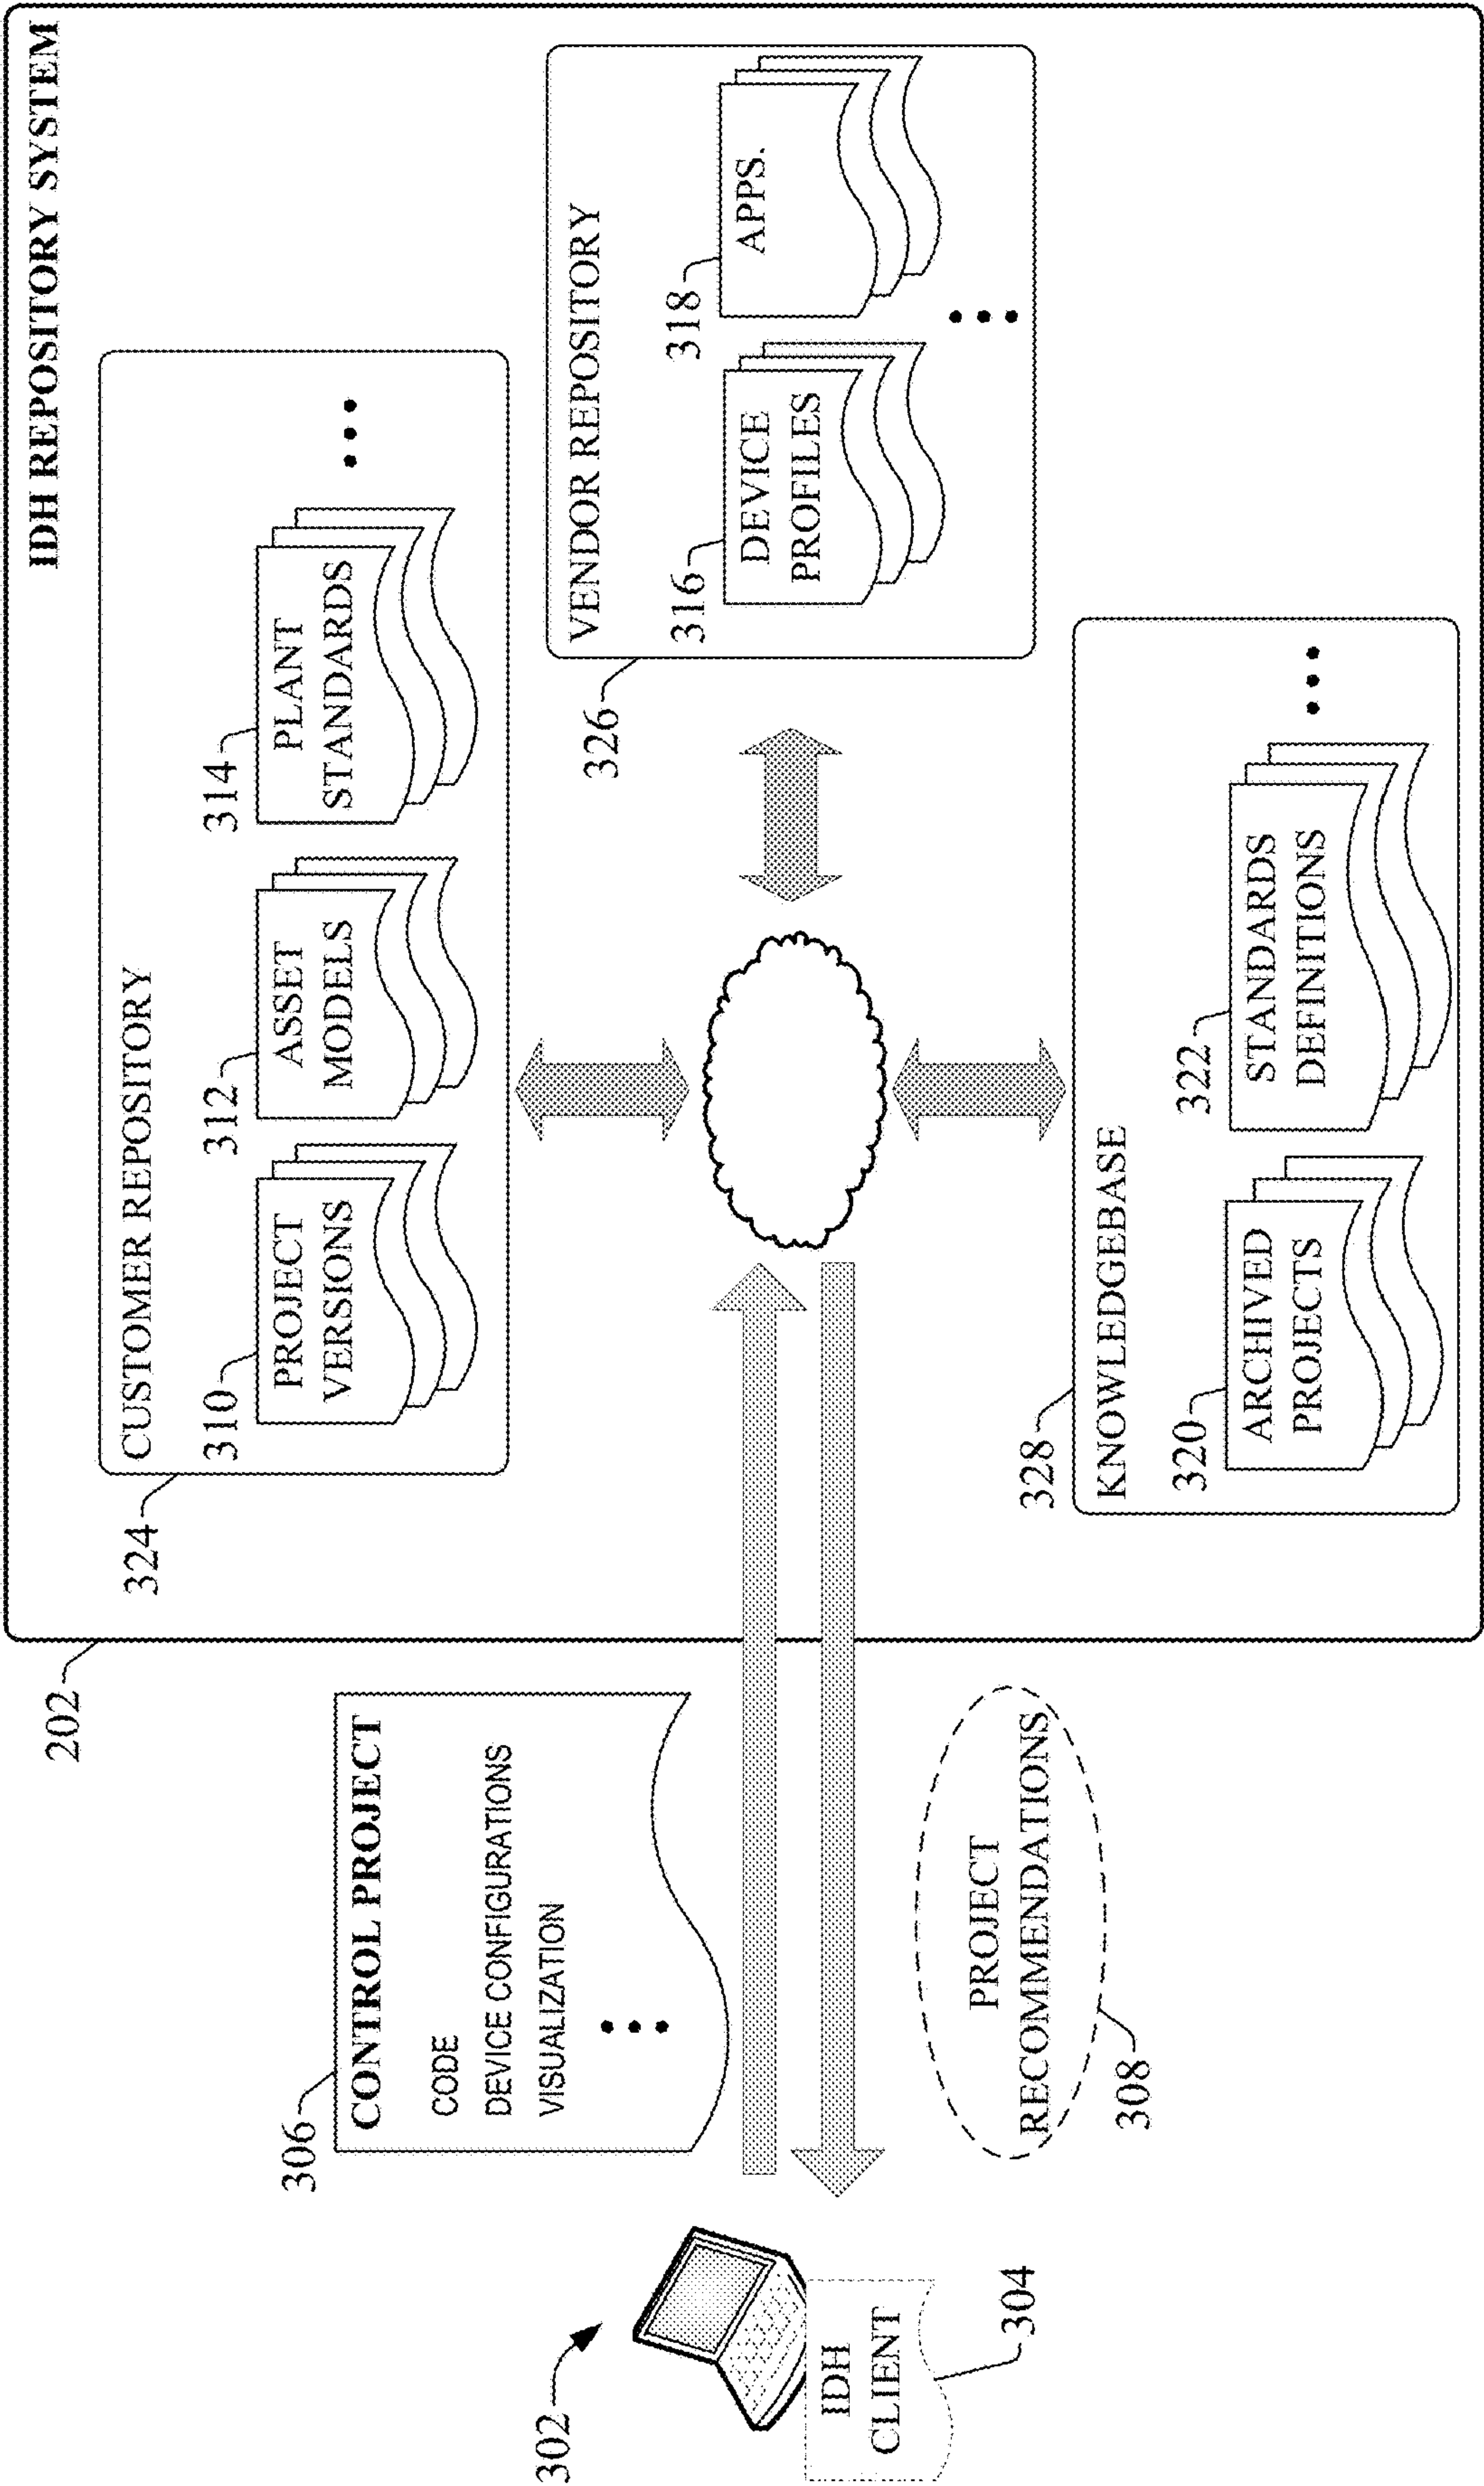 IDH REPOSITORY SYSTEM
202
324
CUSTOMER REPOSITORY
310
PROJECT
VERSIONS
312
ASSET
MODELS
314
PLANT
STANDARDS
326
VENDOR REPOSITORY
316
DEVICE
PROFILES
318
APPS.
306
CONTROL PROJECT
CODE
DEVICE CONFIGURATIONS
VISUALIZATION
302
IDH
CLIENT
304
PROJECT
RECOMMENDATIONS
308
328
KNOWLEDGEBASE
320
ARCHIVED
PROJECTS
322
STANDARDS
DEFINITIONS